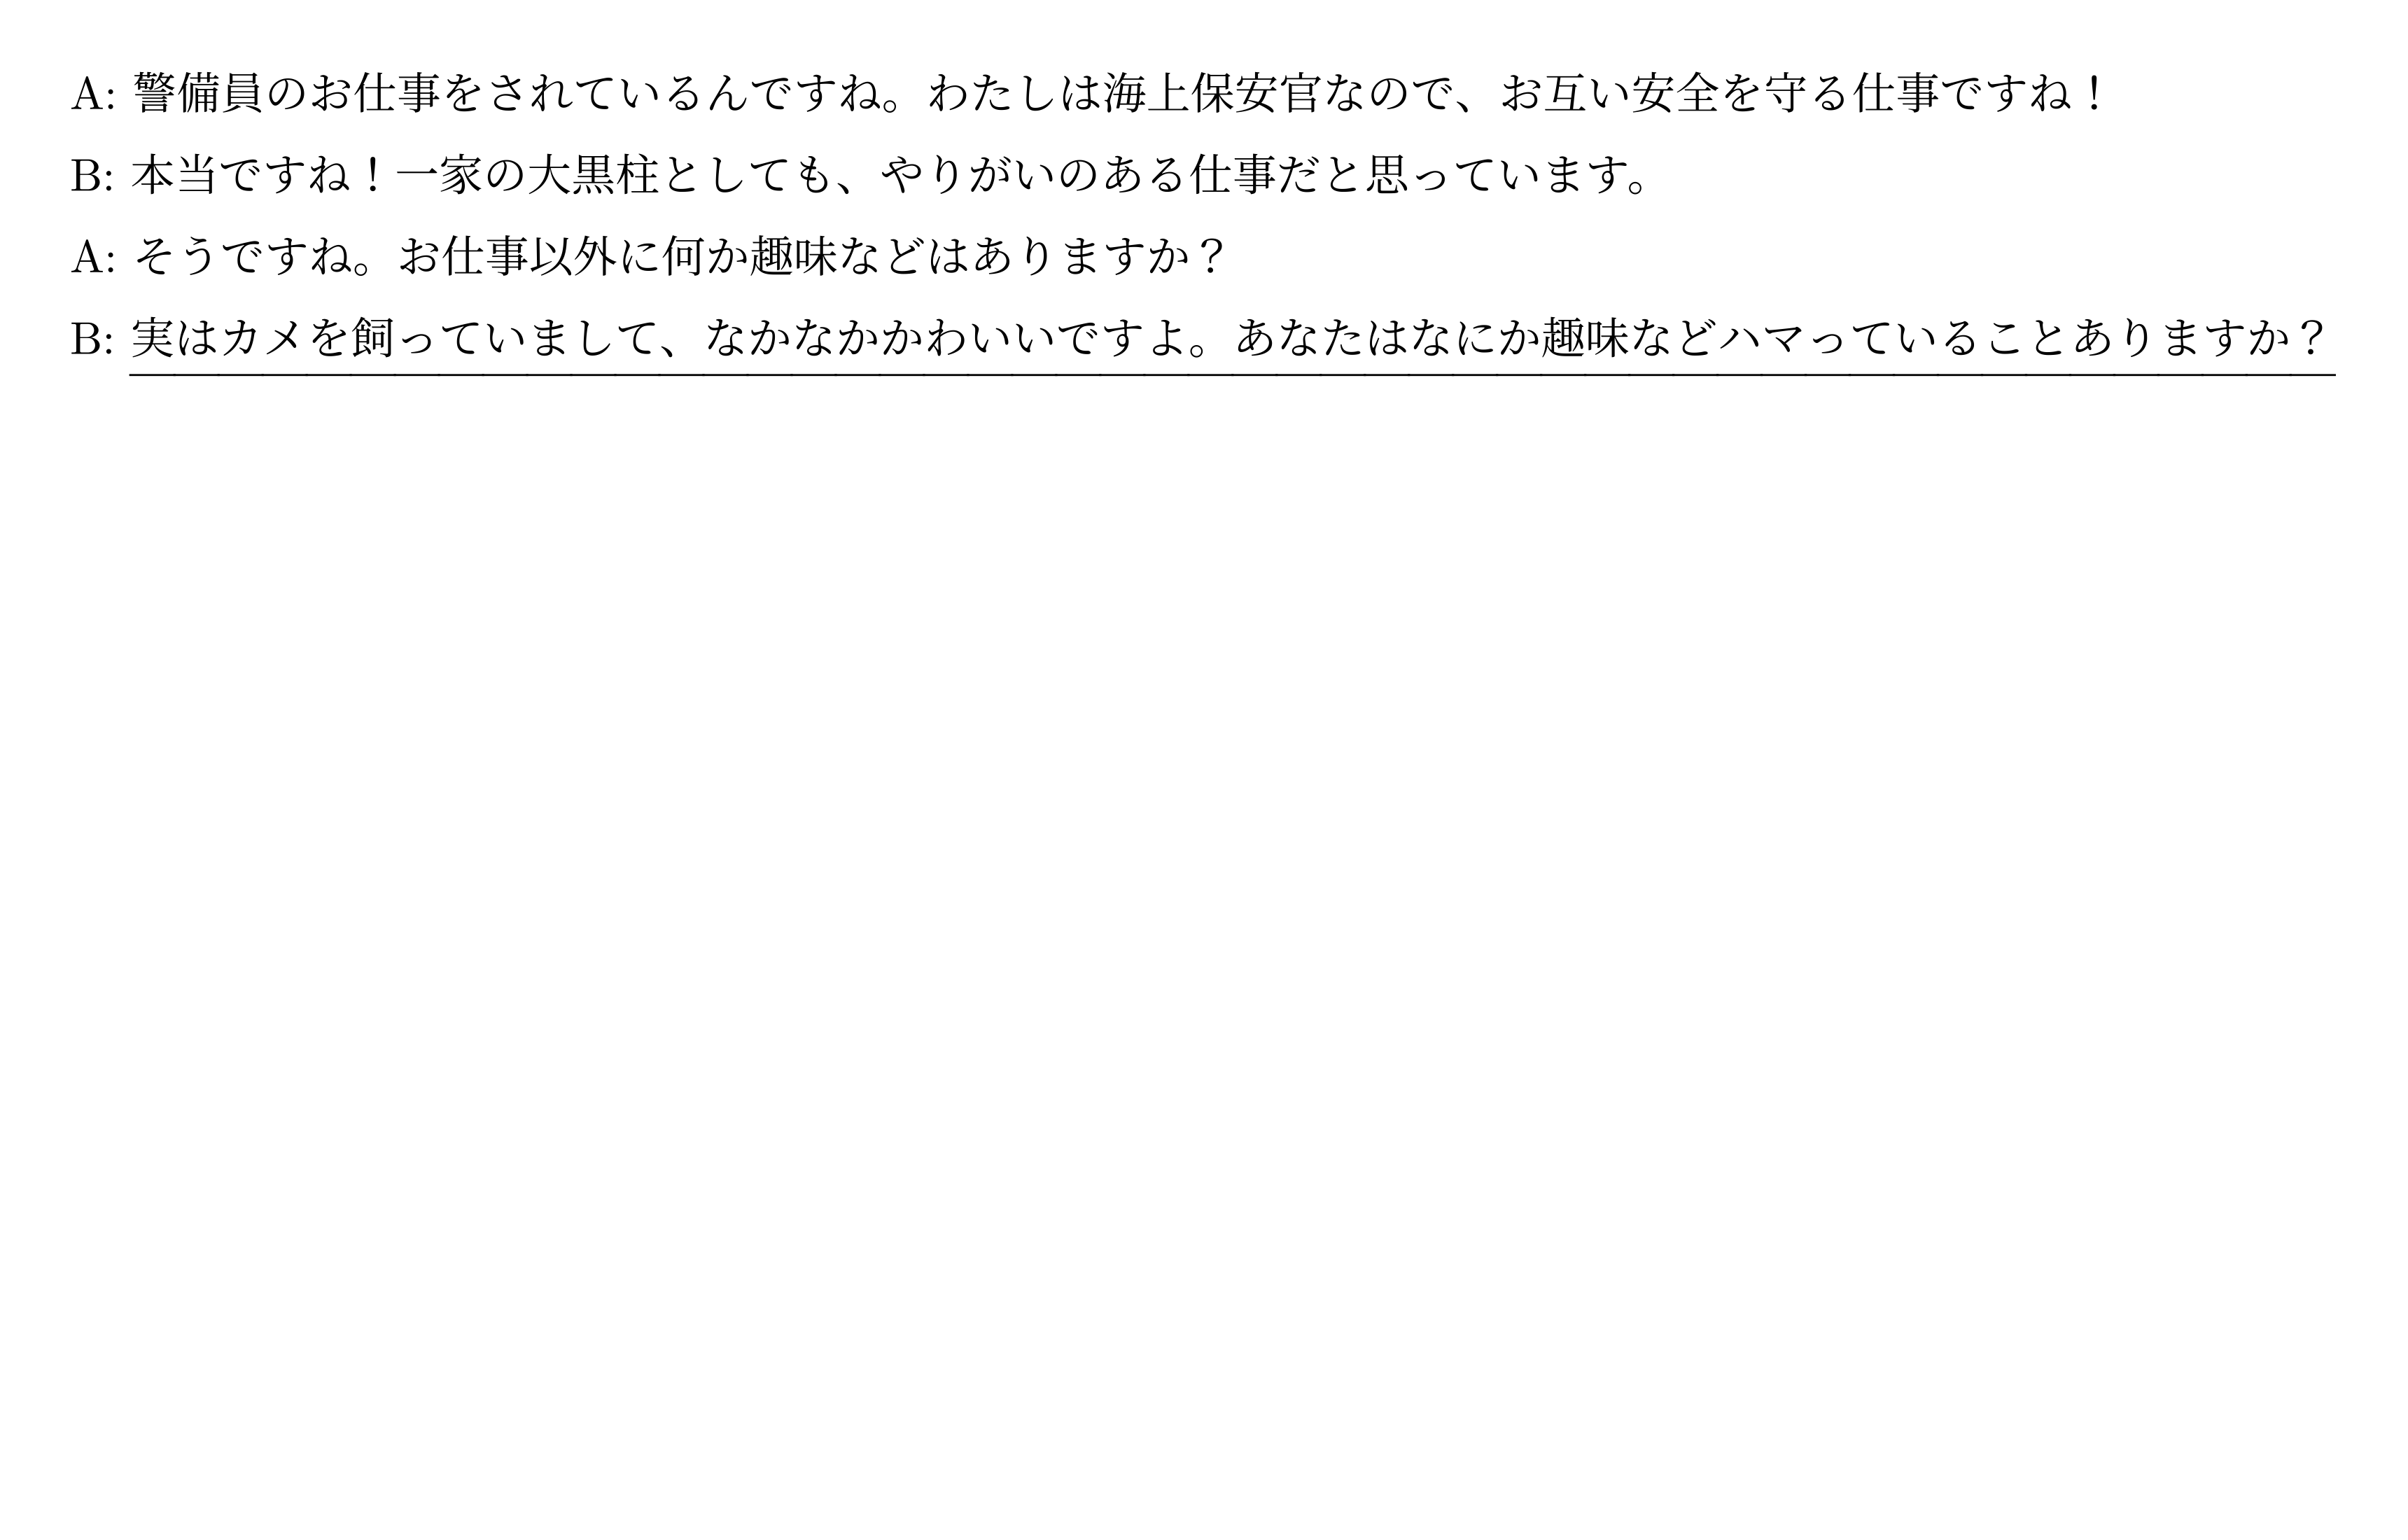 A: 警備員のお仕事をされているんですね。わたしは海上保安官なので、お互い安全を守る仕事ですね！
B: 本当ですね！一家の大黒柱としても、やりがいのある仕事だと思っています。
A: そうですね。お仕事以外に何か趣味などはありますか？
B: 実はカメを飼っていまして、なかなかかわいいいですよ。あなたはなにか趣味などハマっていることありますか？